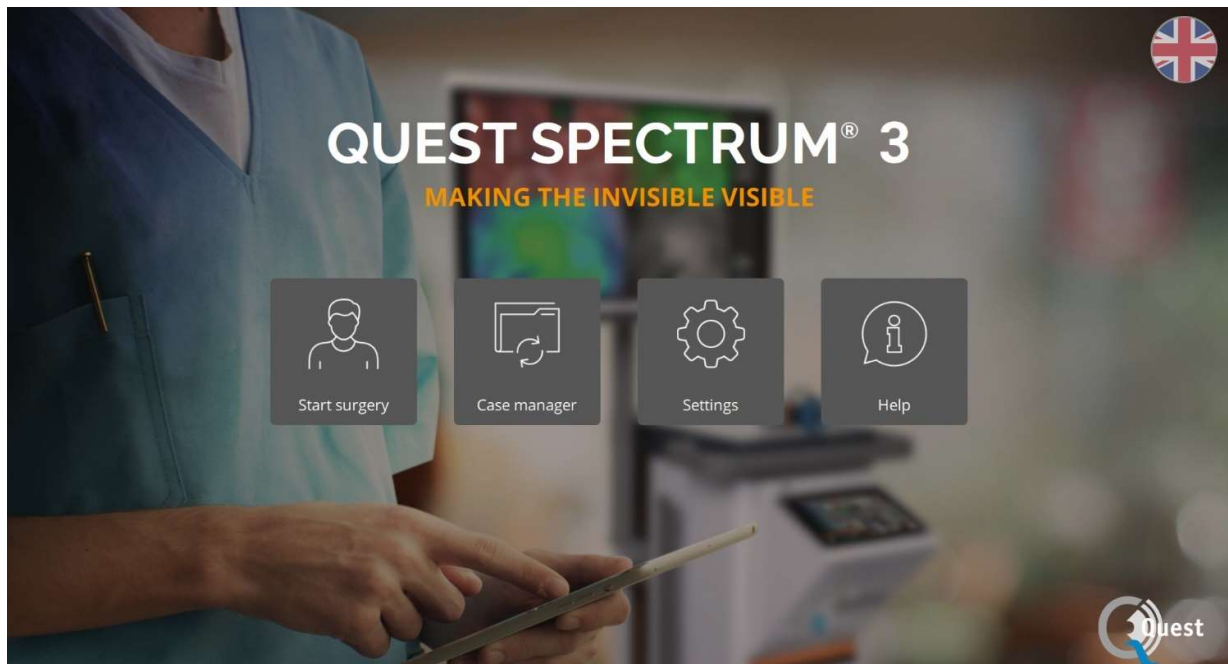 QUEST SPECTRUM® 3
MAKING THE INVISIBLE VISIBLE
Start surgery
Case manager
Settings
Help
Quest